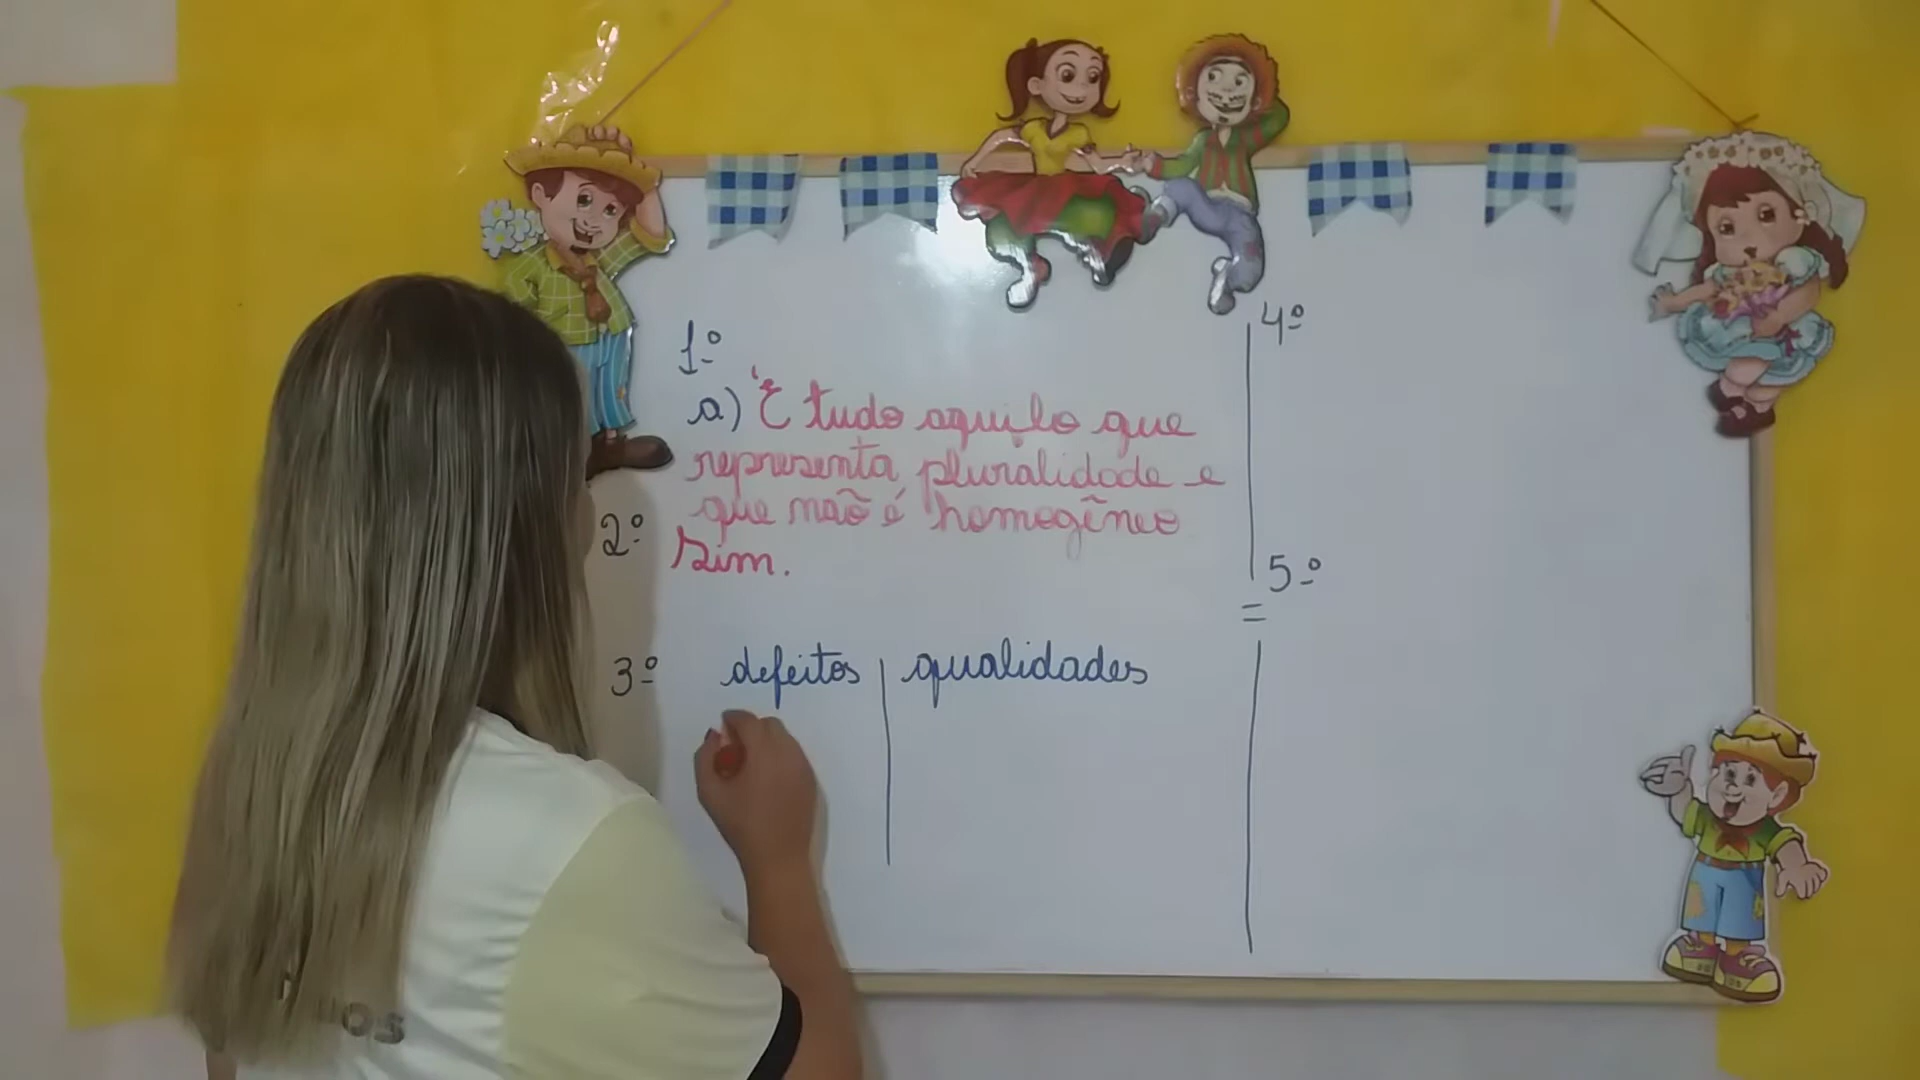 1º
a) É tudo aquilo que
representa pluralidade e
que não é homogêneo
2º Sim.
3º defeitos qualidades
4º
5º
=